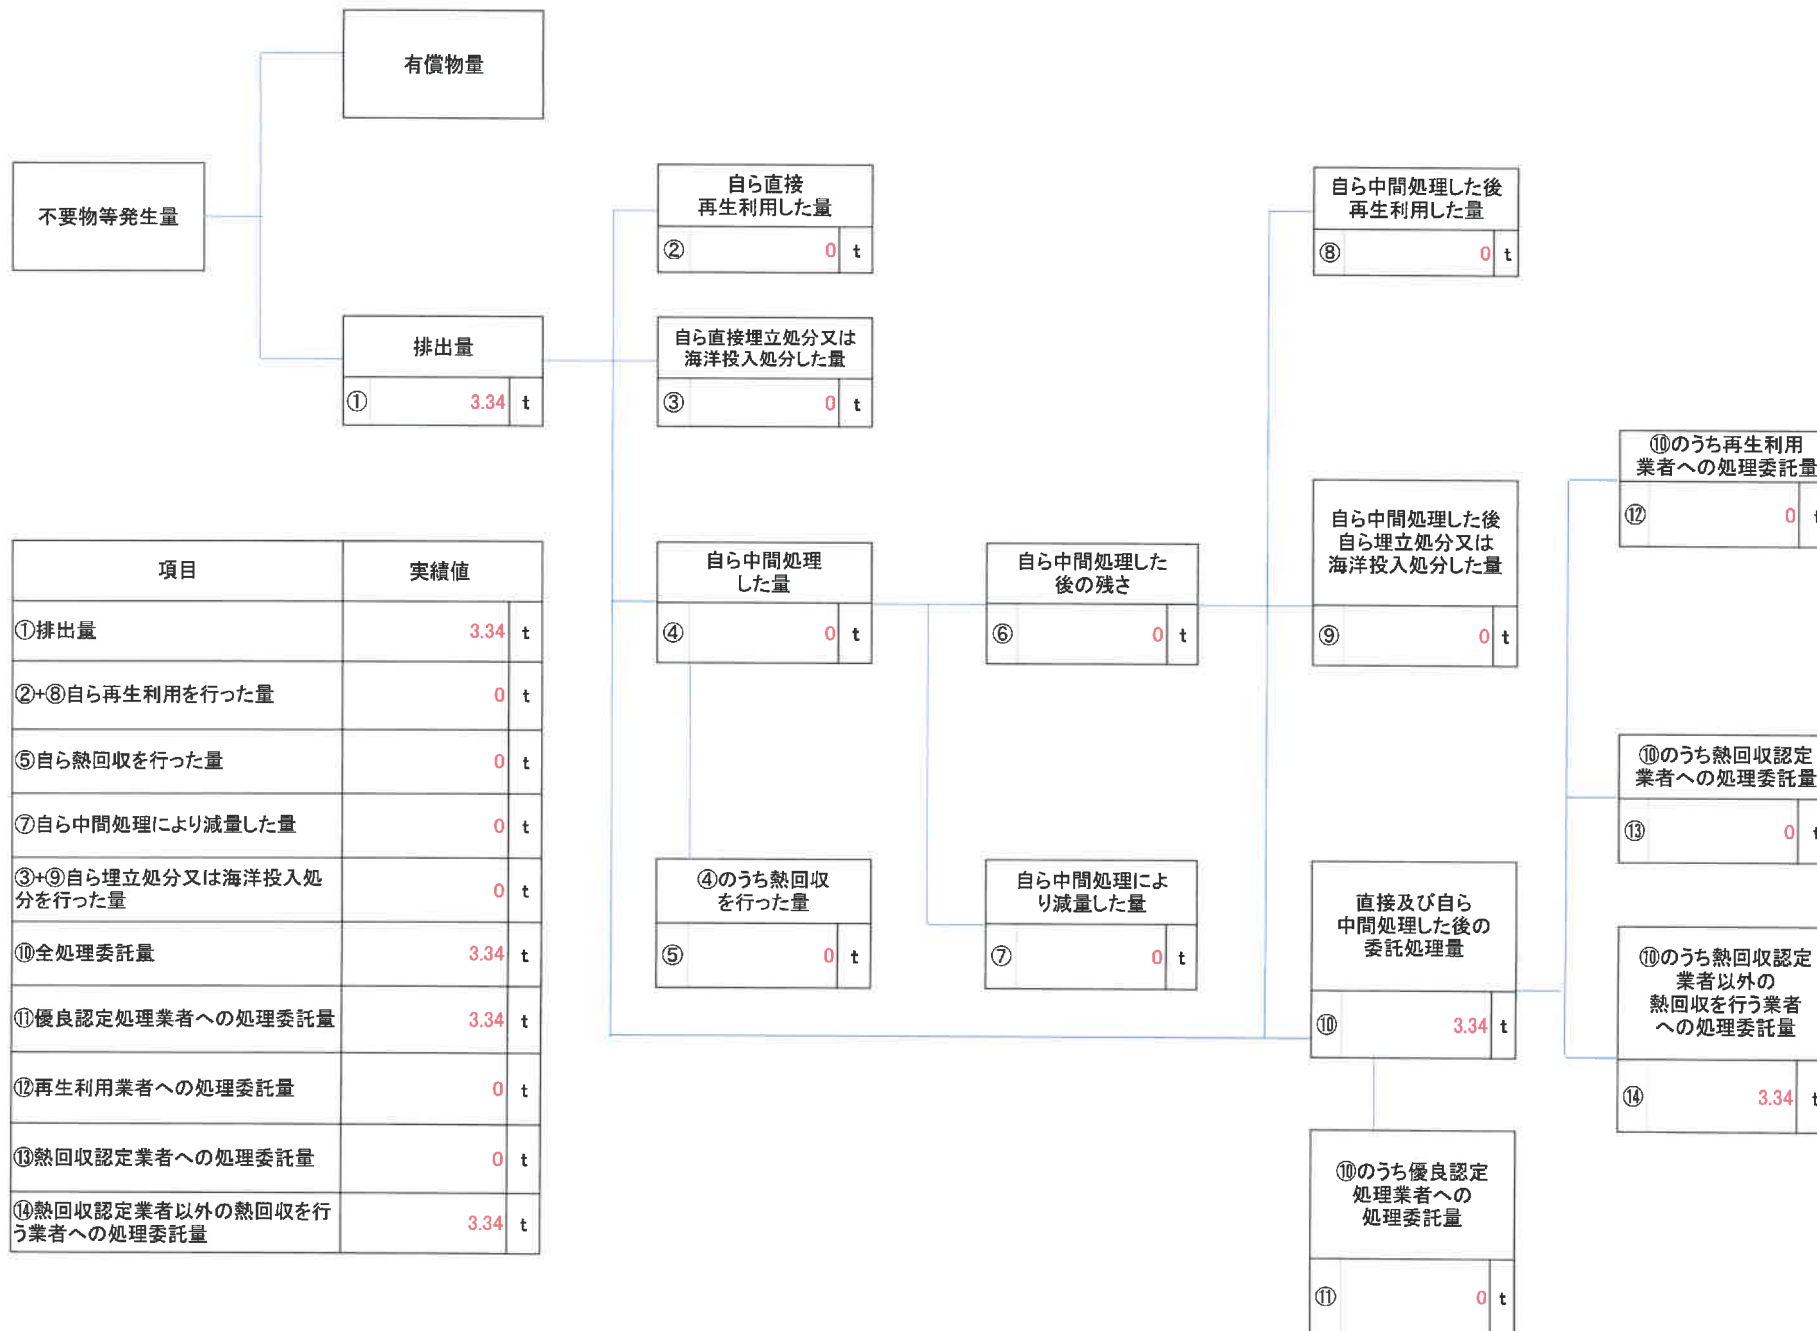 有償物量
不要物等発生量
排出量
① 3.34 t
自ら直接
再生利用した量
② 0 t
自ら直接埋立処分又は
海洋投入処分した量
③ 0 t
自ら中間処理
した量
④ 0 t
④のうち熱回収
を行った量
⑤ 0 t
自ら中間処理した
後の残さ
⑥ 0 t
自ら中間処理によ
り減量した量
⑦ 0 t
自ら中間処理した後
再生利用した量
⑧ 0 t
自ら中間処理した後
自ら埋立処分又は
海洋投入処分した量
⑨ 0 t
直接及び自ら
中間処理した後の
委託処理量
⑩ 3.34 t
⑩のうち優良認定
処理業者への
処理委託量
⑪ 0 t
⑩のうち再生利用
業者への処理委託量
⑫ 0 t
⑩のうち熱回収認定
業者への処理委託量
⑬ 0 t
⑩のうち熱回収認定
業者以外の
熱回収を行う業者
への処理委託量
⑭ 3.34 t
項目 実績値
①排出量 3.34 t
②+⑧自ら再生利用を行った量 0 t
⑤自ら熱回収を行った量 0 t
⑦自ら中間処理により減量した量 0 t
③+⑨自ら埋立処分又は海洋投入処
分を行った量 0 t
⑩全処理委託量 3.34 t
⑪優良認定処理業者への処理委託量 3.34 t
⑫再生利用業者への処理委託量 0 t
⑬熱回収認定業者への処理委託量 0 t
⑭熱回収認定業者以外の熱回収を行
う業者への処理委託量 3.34 t